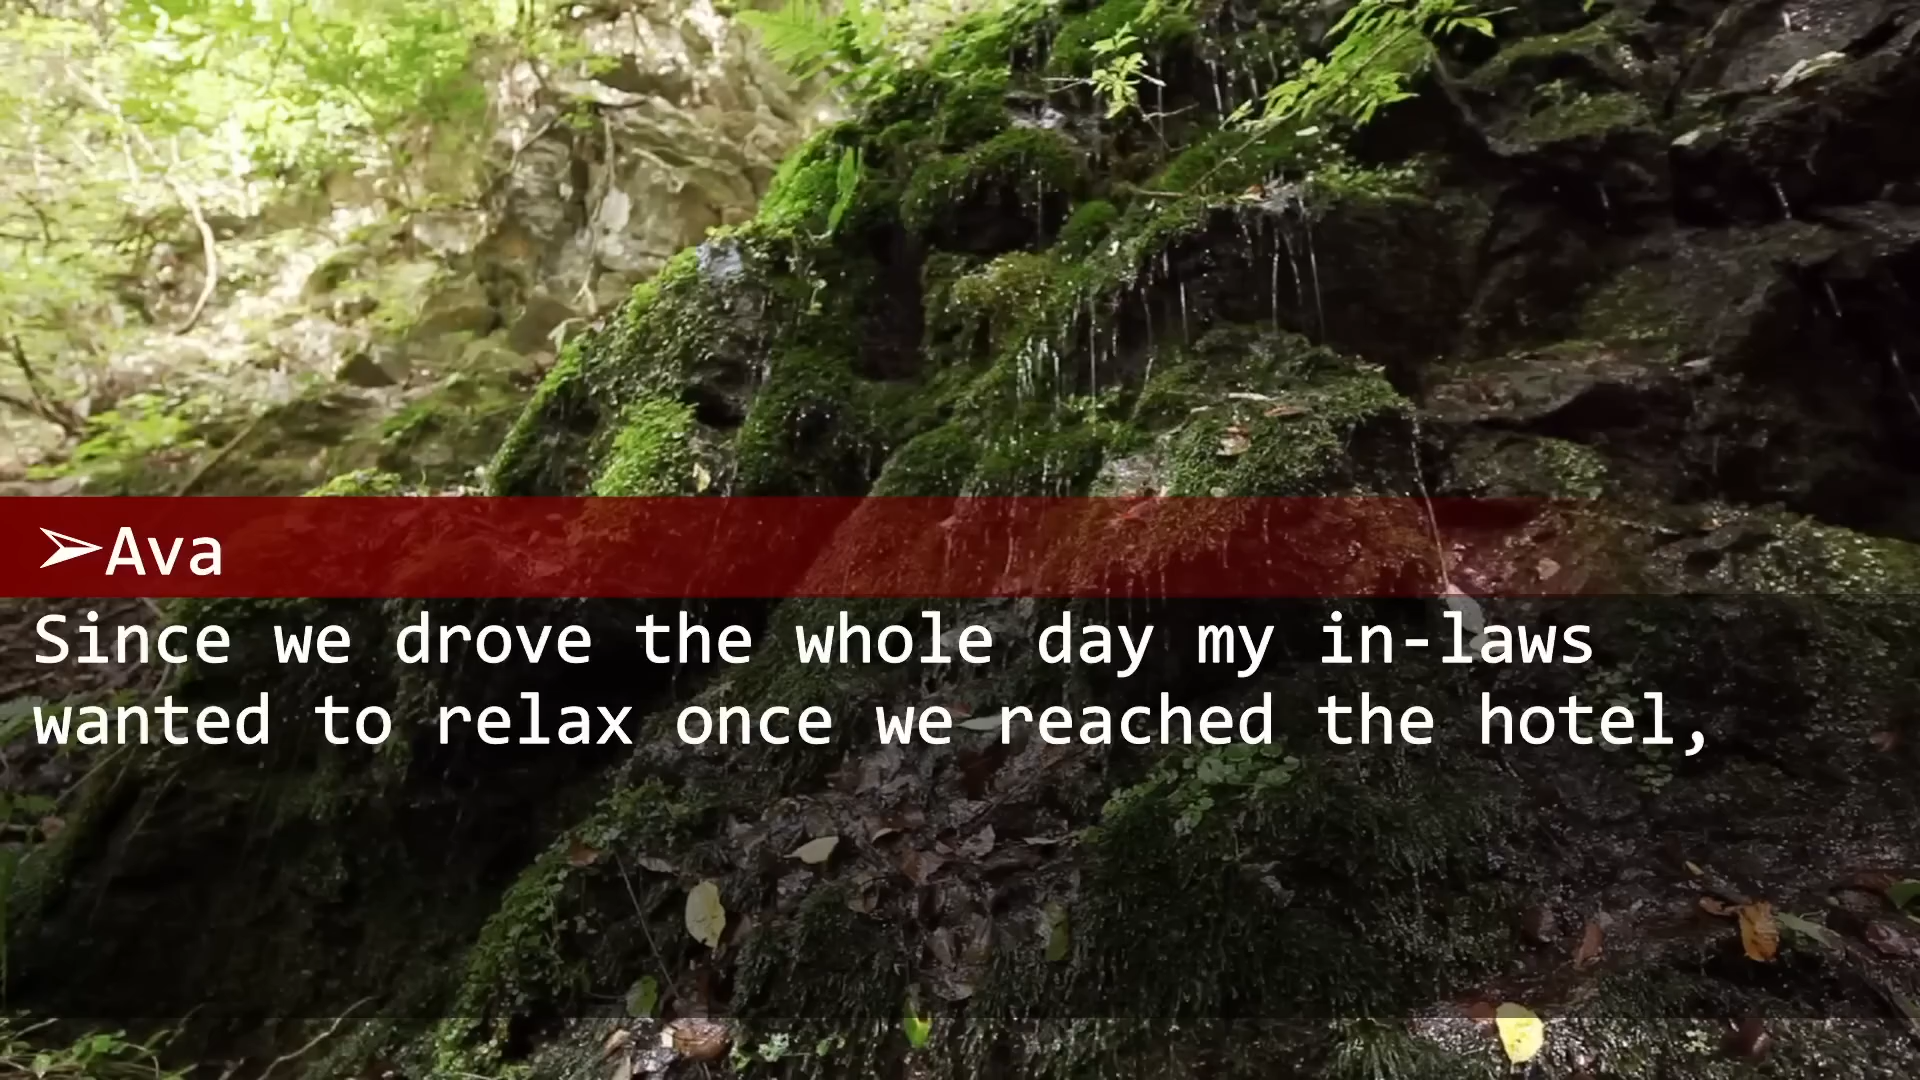 ➢Ava
Since we drove the whole day my in-laws
wanted to relax once we reached the hotel,